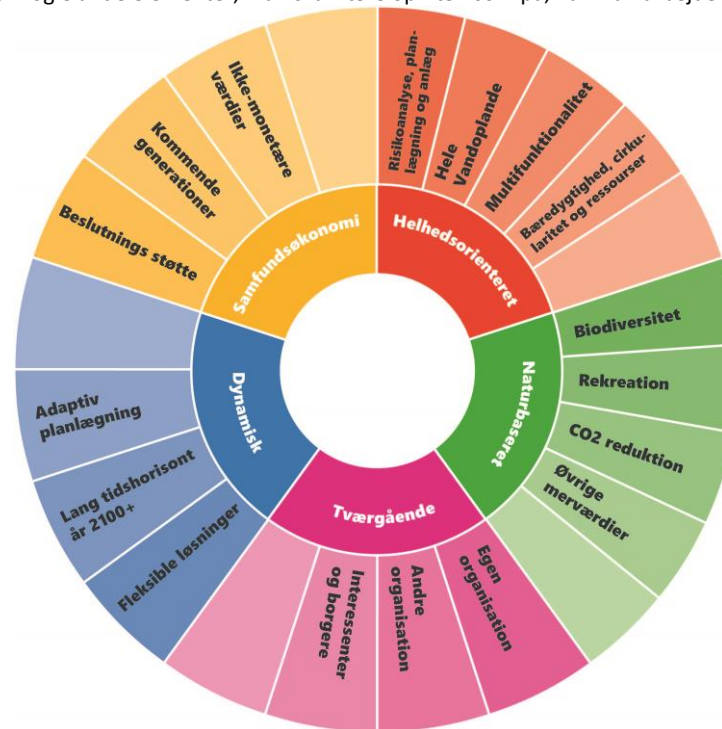 Risikoanalyse, plan-
lægning og anlæg
Hele
Vandoplande
Multifunktionalitet
Bæredygtighed, cirku-
laritet og ressourser
Helhedsorienteret
Biodiversitet
Rekreation
CO2 reduktion
Øvrige
merværdier
Naturbaseret
Egen
organisation
Andre
organisation
Interessenter
og borgere
Tværgående
Fleksible løsninger
Lang tidshorisont
år 2100+
Adaptiv
planlægning
Dynamisk
Beslutnings støtte
Kommende
generationer
Ikke-monetære
værdier
Samfundsøkonomi